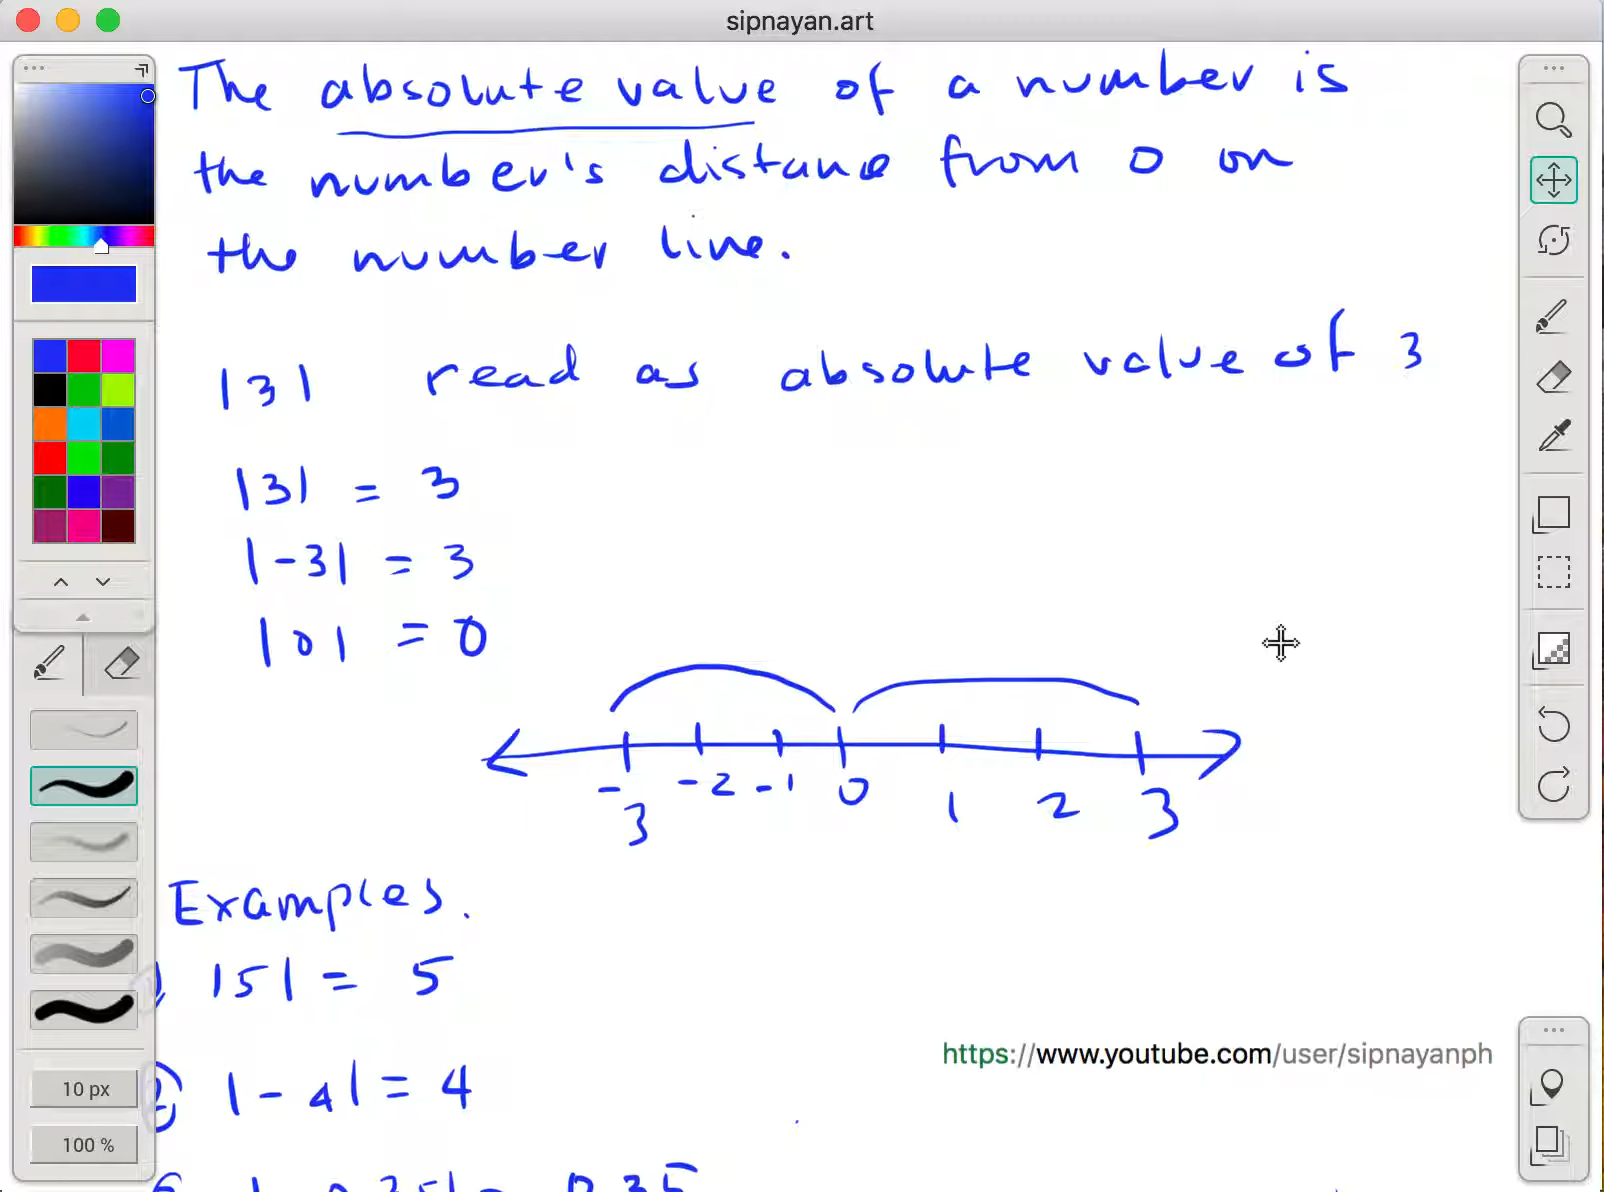 sipnayan.art
The absolute value of a number is
the number's distance from 0 on
the number line.
|3| read as absolute value of 3
|3| = 3
|-3| = 3
|0| = 0
-3 -2 -1 0 1 2 3
Examples.
|5| = 5
https://www.youtube.com/user/sipnayanph
|-4| = 4
10 px
100 %